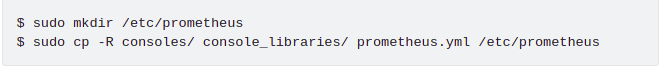 $ sudo mkdir /etc/prometheus
$ sudo cp -R consoles/ console_libraries/ prometheus.yml /etc/prometheus